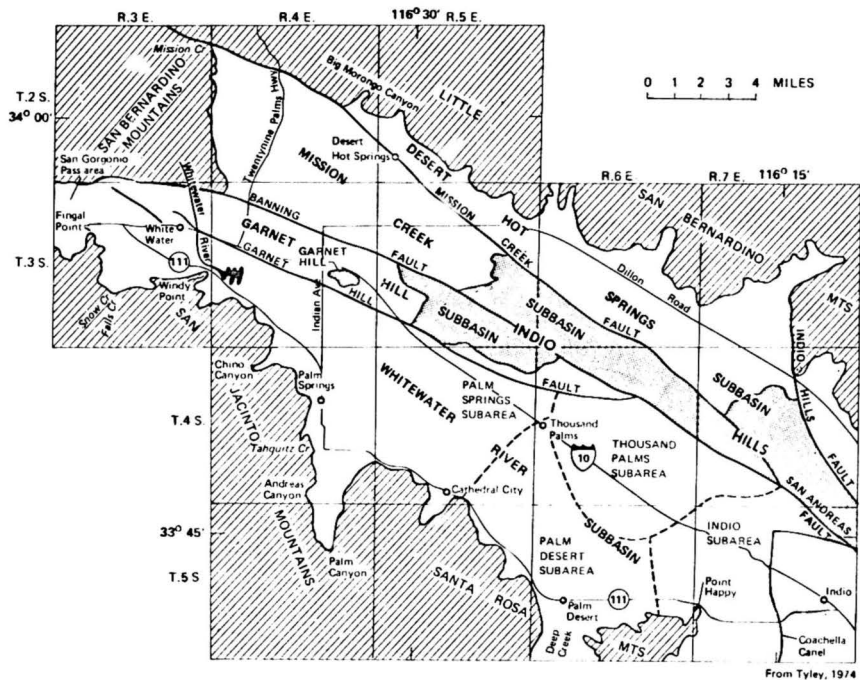 116° 30'
R.3 E.
R.4 E.
R.5 E.
Mission Cr
T.2 S.
34° 00'
SAN BERNARDINO
MOUNTAINS
Twentynine Palms Hwy
Big Morongo Canyon
LITTLE
0 1 2 3 4 MILES
Desert
Hot Springs
MISSION
DESERT
HOT
SPRINGS
SUBBASIN
San Gorgonio
Pass area
Whitewater
River
R.6 E.
R.7 E.
116° 15'
SAN
BERNARDINO
MTS
BANNING
FAULT
MISSION
CREEK
FAULT
CREEK
SUBBASIN
Fingal
Point
White
Water
GARNET
HILL
SUBBASIN
GARNET
HILL
GARNET
HILL
FAULT
Dillon
Road
T.3 S.
111
Windy
Point
Snow Cr
Falls Cr
SAN
JACINTO
MOUNTAINS
Indian Ave
INDIO
HILLS
INDIO
HILLS
FAULT
Chino
Canyon
Palm
Springs
WHITEWATER
RIVER
SUBBASIN
PALM
SPRINGS
SUBAREA
T.4 S.
Tahquitz Cr
Thousand
Palms
10
THOUSAND
PALMS
SUBAREA
SAN ANDREAS
FAULT
Andreas
Canyon
Cathedral City
33° 45'
Palm
Canyon
INDIO
SUBAREA
PALM
DESERT
SUBAREA
T.5 S
SANTA ROSA
MTS
Deep
Creek
Palm
Desert
111
Point
Happy
Indio
Coachella
Canel
From Tyley, 1974